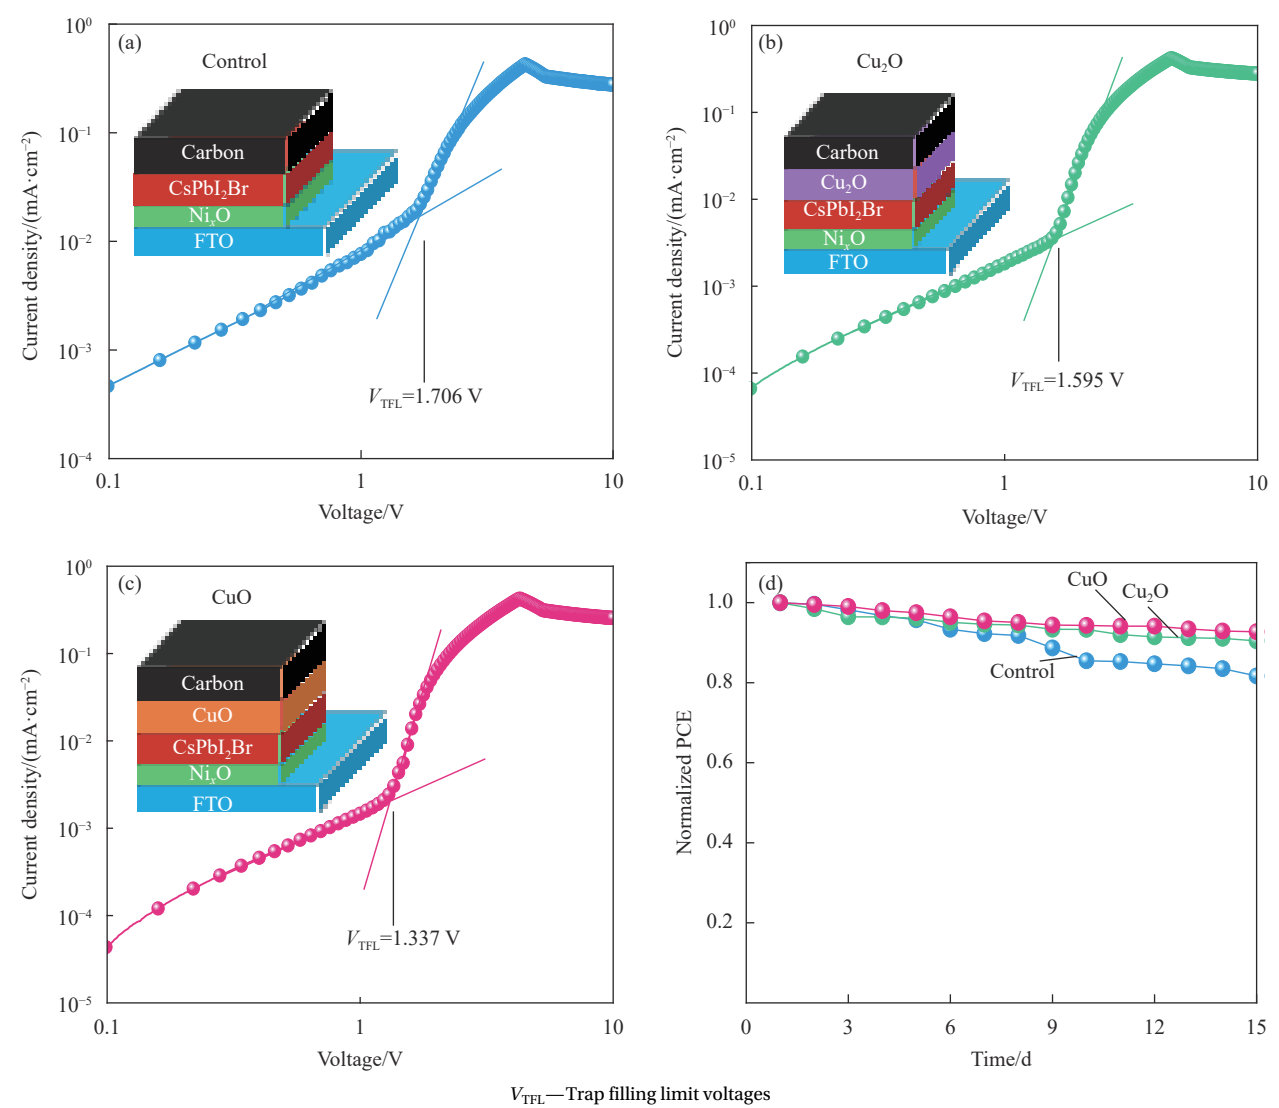 (a)
Control
10⁰
10⁻¹
10⁻²
10⁻³
10⁻⁴
Current density/(mA·cm⁻²)
Carbon
CsPbI₂Br
NiₓO
FTO
V_TFL=1.706 V
0.1 1 10
Voltage/V
(b)
Cu₂O
10⁰
10⁻¹
10⁻²
10⁻³
10⁻⁴
10⁻⁵
Current density/(mA·cm⁻²)
Carbon
Cu₂O
CsPbI₂Br
NiₓO
FTO
V_TFL=1.595 V
0.1 1 10
Voltage/V
(c)
CuO
10⁰
10⁻¹
10⁻²
10⁻³
10⁻⁴
10⁻⁵
Current density/(mA·cm⁻²)
Carbon
CuO
CsPbI₂Br
NiₓO
FTO
V_TFL=1.337 V
0.1 1 10
Voltage/V
(d)
CuO
Cu₂O
Control
1.0
0.8
0.6
0.4
0.2
Normalized PCE
0 3 6 9 12 15
Time/d
V_TFL—Trap filling limit voltages